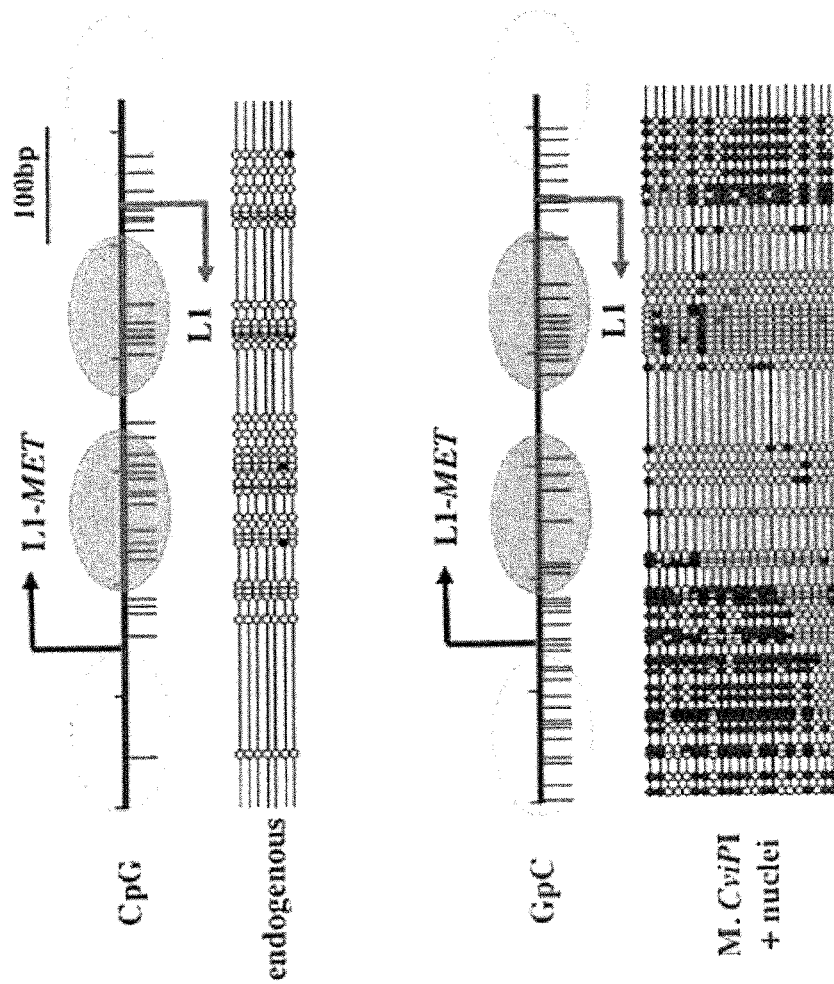 100bp
L1-MET
CpG
L1
endogenous
L1-MET
GpC
L1
M. CviPI
+ nuclei